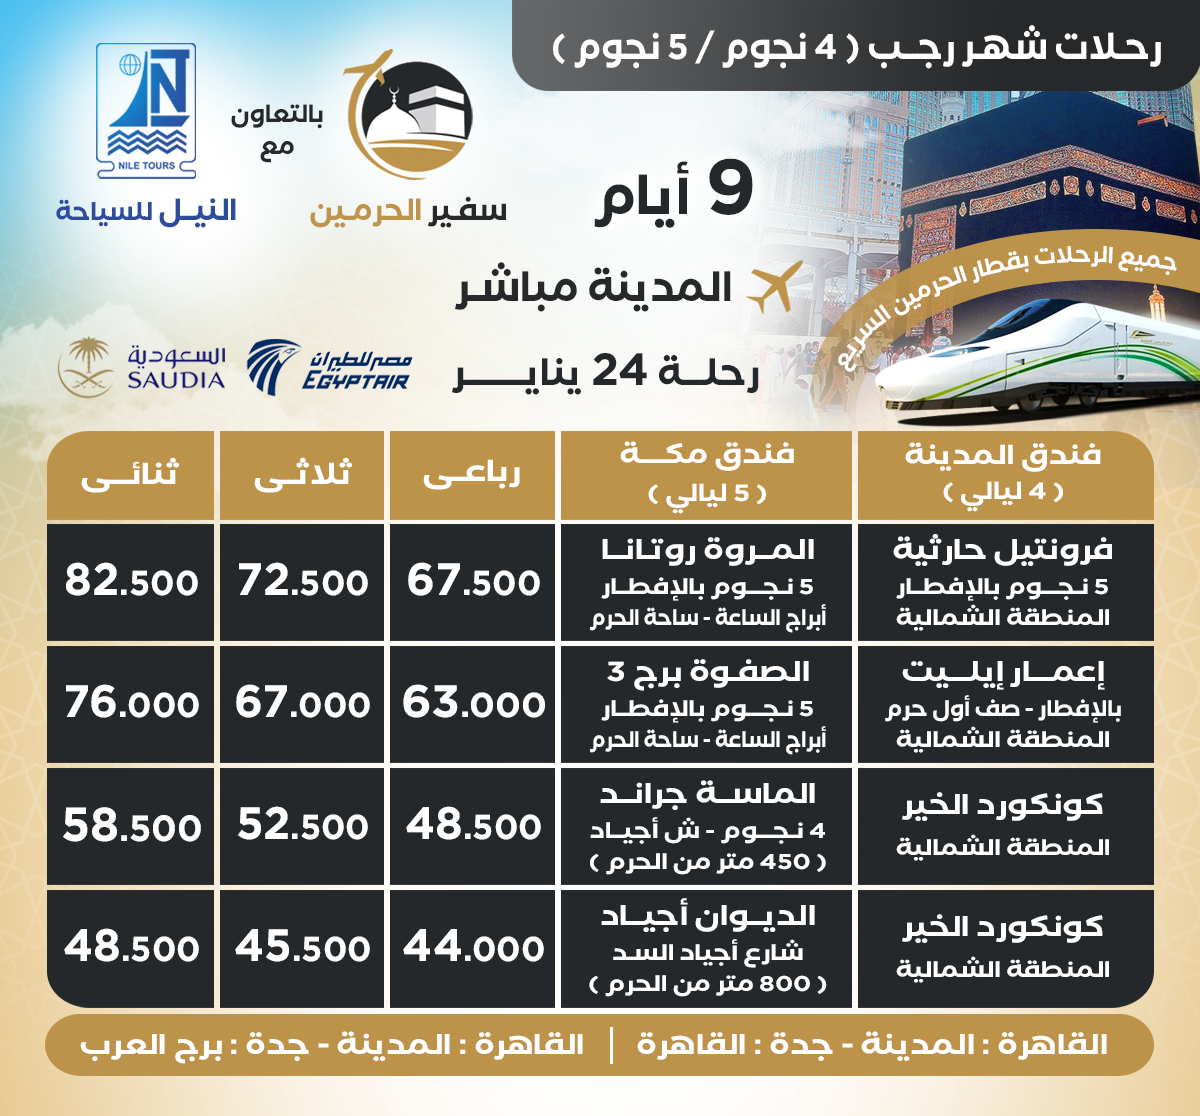 رحلات شهر رجب ( 4 نجوم / 5 نجوم )
NILE TOURS
بالتعاون
مع
سفير الحرمين
النيل للسياحة
9 أيام
المدينة مباشر
رحلة 24 يناير
جميع الرحلات بقطار الحرمين السريع
مصر للطيران
EGYPTAIR
السعودية
SAUDIA
فندق المدينة
( 4 ليالي )
فندق مكة
( 5 ليالي )
رباعى
ثلاثى
ثنائى
فرونتيل حارثية
5 نجوم بالإفطار
المنطقة الشمالية
المروة روتانا
5 نجوم بالإفطار
أبراج الساعة - ساحة الحرم
67.500
72.500
82.500
إعمار إيليت
بالإفطار - صف أول حرم
المنطقة الشمالية
الصفوة برج 3
5 نجوم بالإفطار
أبراج الساعة - ساحة الحرم
63.000
67.000
76.000
كونكورد الخير
المنطقة الشمالية
الماسة جراند
4 نجوم - ش أجياد
( 450 متر من الحرم )
48.500
52.500
58.500
كونكورد الخير
المنطقة الشمالية
الديوان أجياد
شارع أجياد السد
( 800 متر من الحرم )
44.000
45.500
48.500
القاهرة : المدينة - جدة : القاهرة | القاهرة : المدينة - جدة : برج العرب